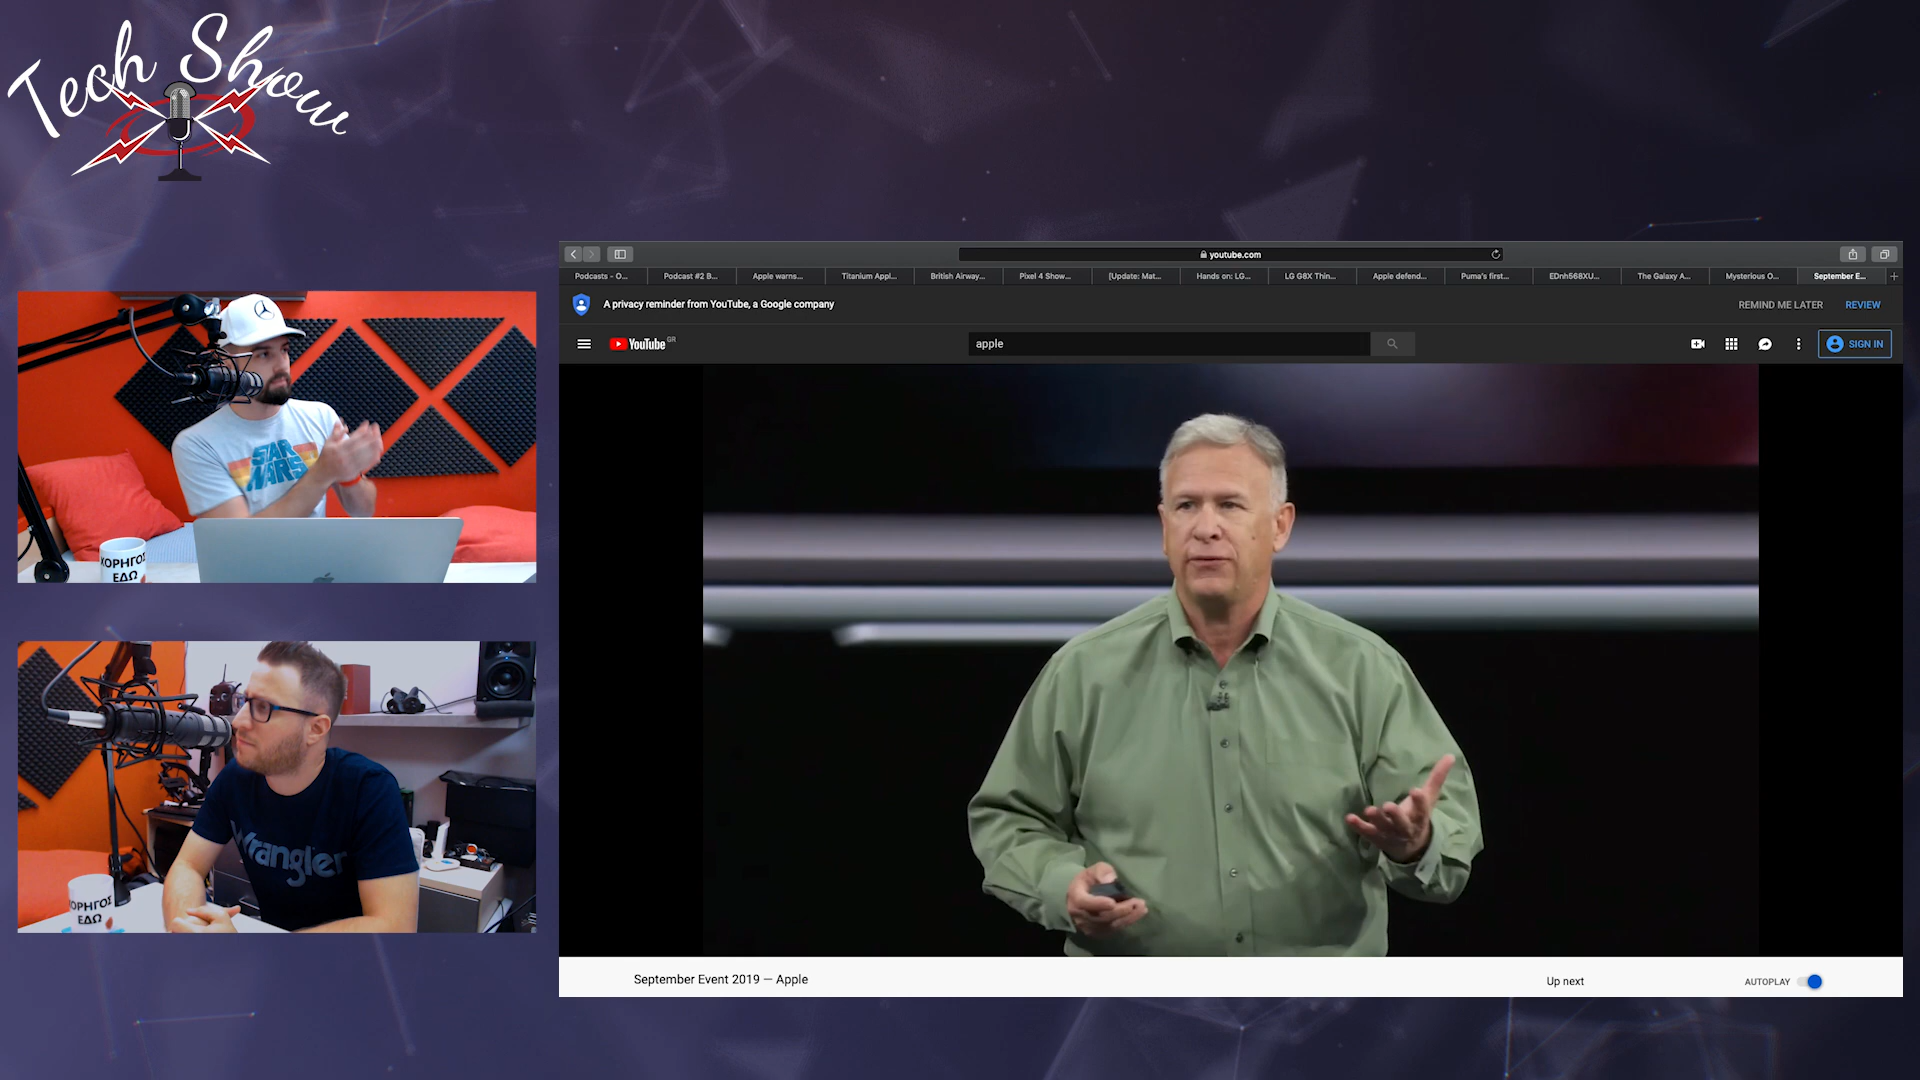 Tech Show
youtube.com
Podcasts - O...
Podcast #2 B...
Apple warns...
Titanium Appl...
British Airway...
Pixel 4 Show...
[Update: Mat...
Hands on: LG...
LG G8X Thin...
Apple defend...
Puma's first...
EDnh568XU...
The Galaxy A...
Mysterious O...
September E...
A privacy reminder from YouTube, a Google company
REMIND ME LATER
REVIEW
YouTube GR
apple
SIGN IN
STAR
WARS
ΧΟΡΗΓΟΣ
ΕΔΩ
Wrangler
ΧΟΡΗΓΟΣ
ΕΔΩ
September Event 2019 — Apple
Up next
AUTOPLAY